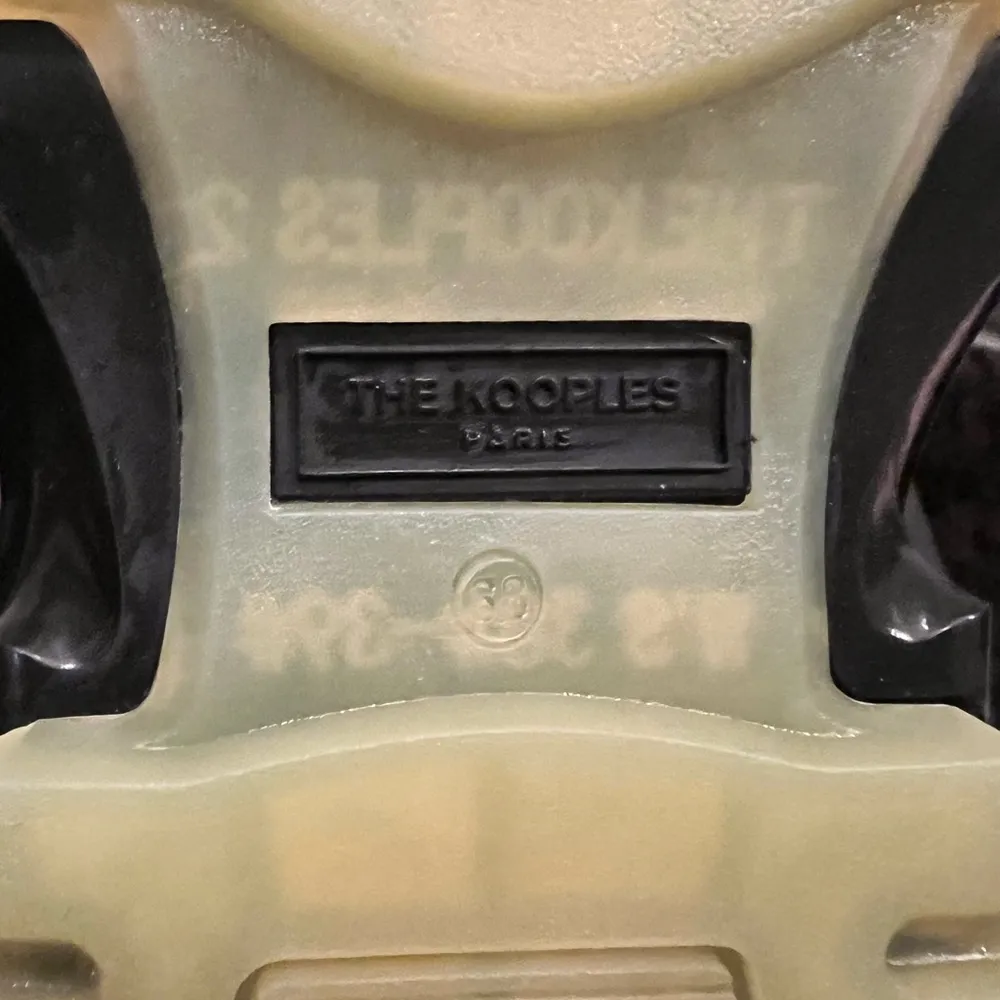 THE KOOPLES 2
THE KOOPLES
PARIS
38